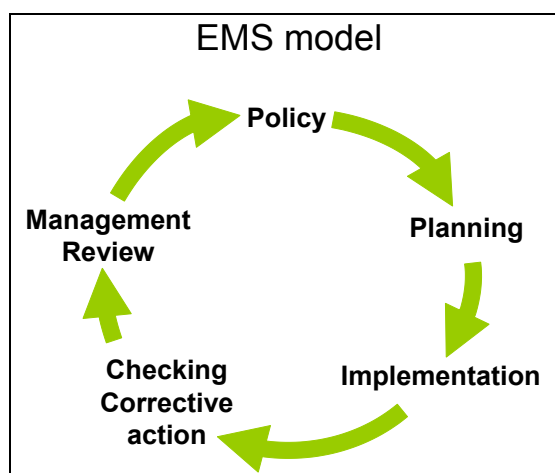 EMS model
Policy
Planning
Implementation
Checking
Corrective
action
Management
Review